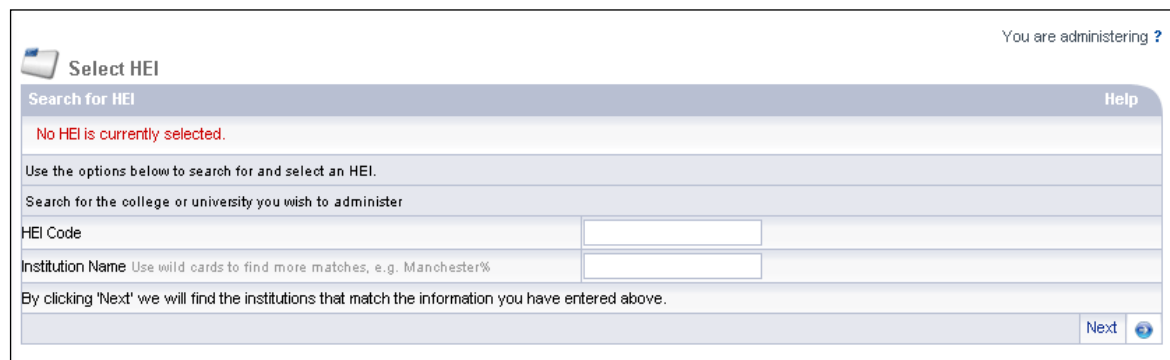 You are administering ?
Select HEI
Search for HEI Help
No HEI is currently selected.
Use the options below to search for and select an HEI.
Search for the college or university you wish to administer
HEI Code
Institution Name Use wild cards to find more matches, e.g. Manchester%
By clicking 'Next' we will find the institutions that match the information you have entered above.
Next